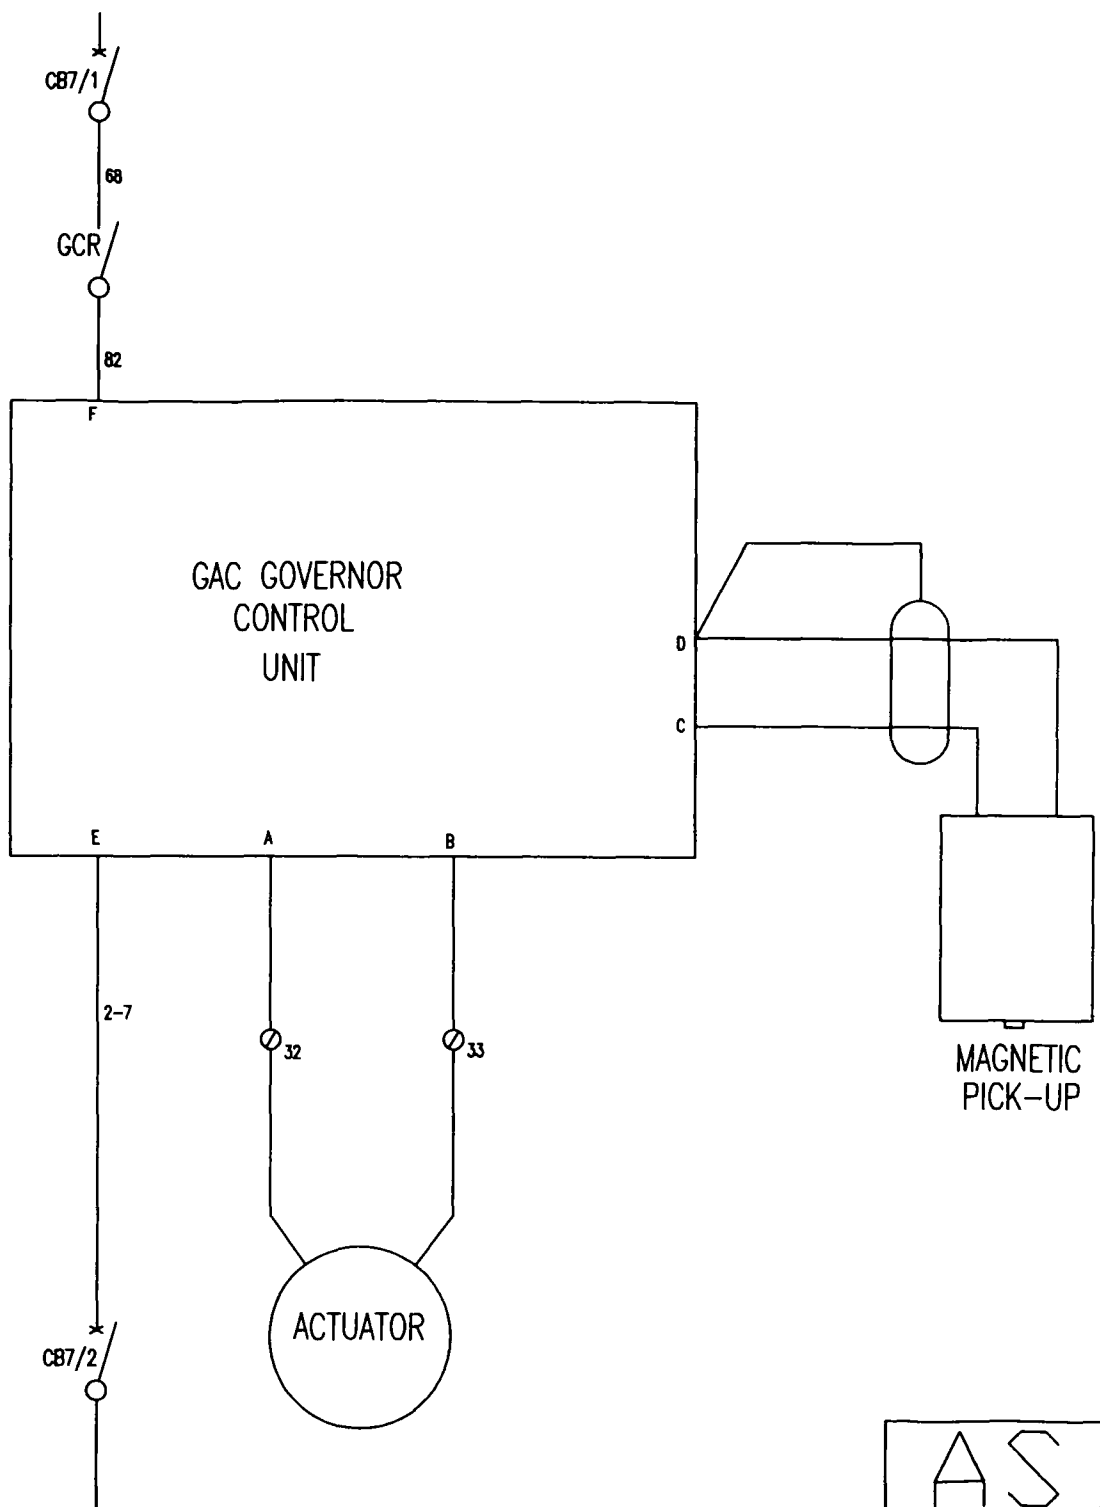 CB7/1
68
GCR
82
F
GAC GOVERNOR
CONTROL
UNIT
D
C
E
A
B
2-7
32
33
MAGNETIC
PICK-UP
ACTUATOR
CB7/2
AS